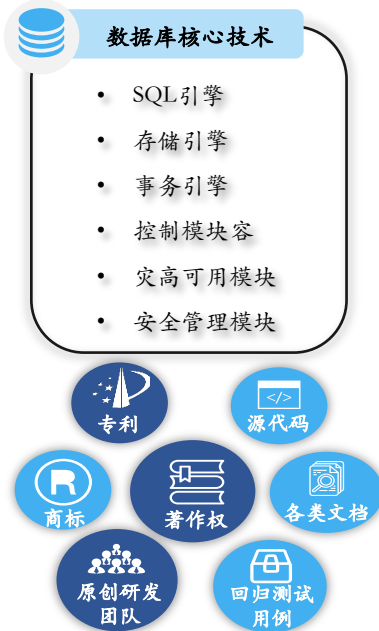 数据库核心技术
• SQL引擎
• 存储引擎
• 事务引擎
• 控制模块容
• 灾高可用模块
• 安全管理模块
专利
</>
源代码
R
商标
著作权
各类文档
原创研发
团队
回归测试
用例